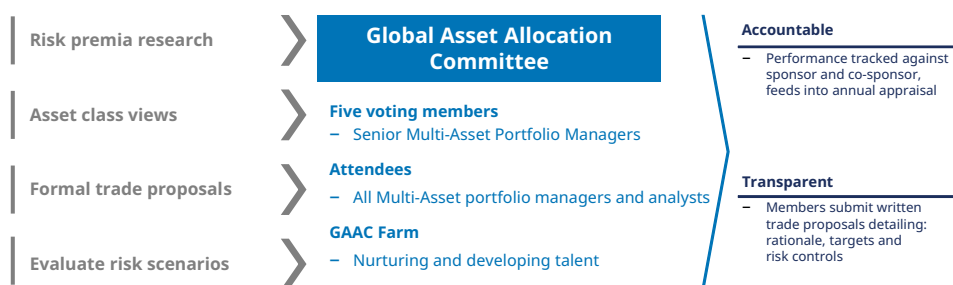 Risk premia research
Asset class views
Formal trade proposals
Evaluate risk scenarios
Global Asset Allocation
Committee
Five voting members
– Senior Multi-Asset Portfolio Managers
Attendees
– All Multi-Asset portfolio managers and analysts
GAAC Farm
– Nurturing and developing talent
Accountable
– Performance tracked against
sponsor and co-sponsor,
feeds into annual appraisal
Transparent
– Members submit written
trade proposals detailing:
rationale, targets and
risk controls